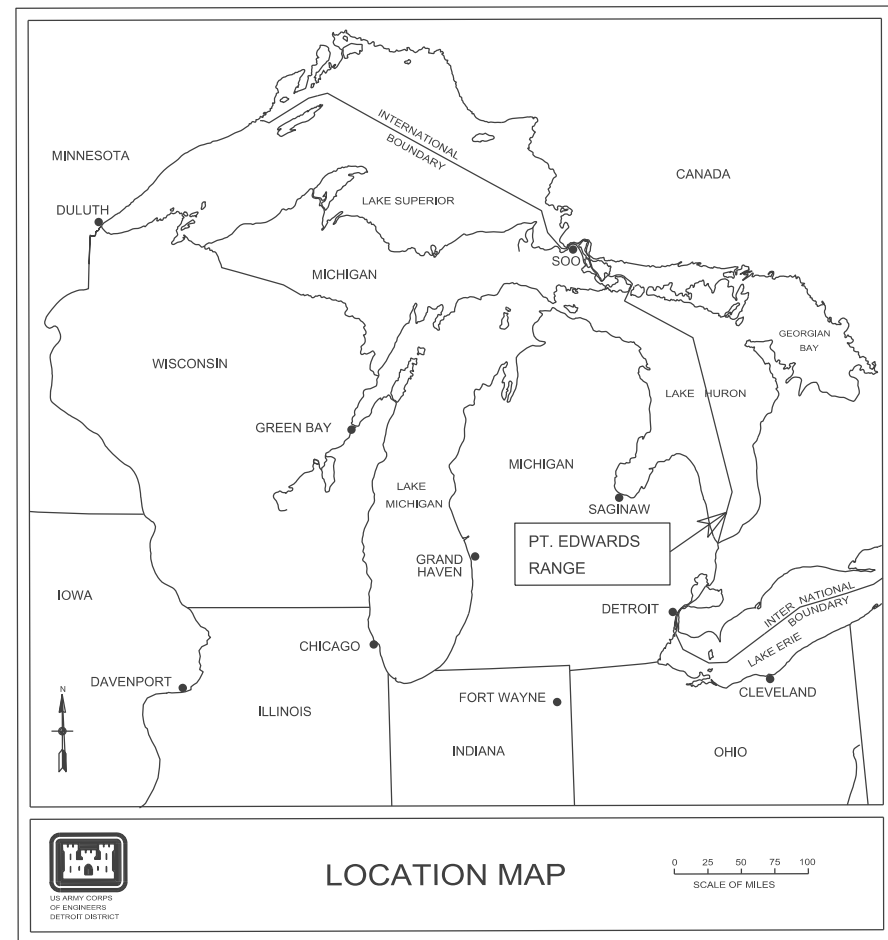 INTERNATIONAL
BOUNDARY
MINNESOTA
CANADA
DULUTH
LAKE SUPERIOR
SOO
MICHIGAN
GEORGIAN
BAY
WISCONSIN
LAKE HURON
GREEN BAY
MICHIGAN
LAKE
MICHIGAN
SAGINAW
PT. EDWARDS
RANGE
GRAND
HAVEN
IOWA
DETROIT
INTER NATIONAL
BOUNDARY
LAKE ERIE
CHICAGO
DAVENPORT
CLEVELAND
N
FORT WAYNE
ILLINOIS
INDIANA
OHIO
US ARMY CORPS
OF ENGINEERS
DETROIT DISTRICT
LOCATION MAP
0 25 50 75 100
SCALE OF MILES